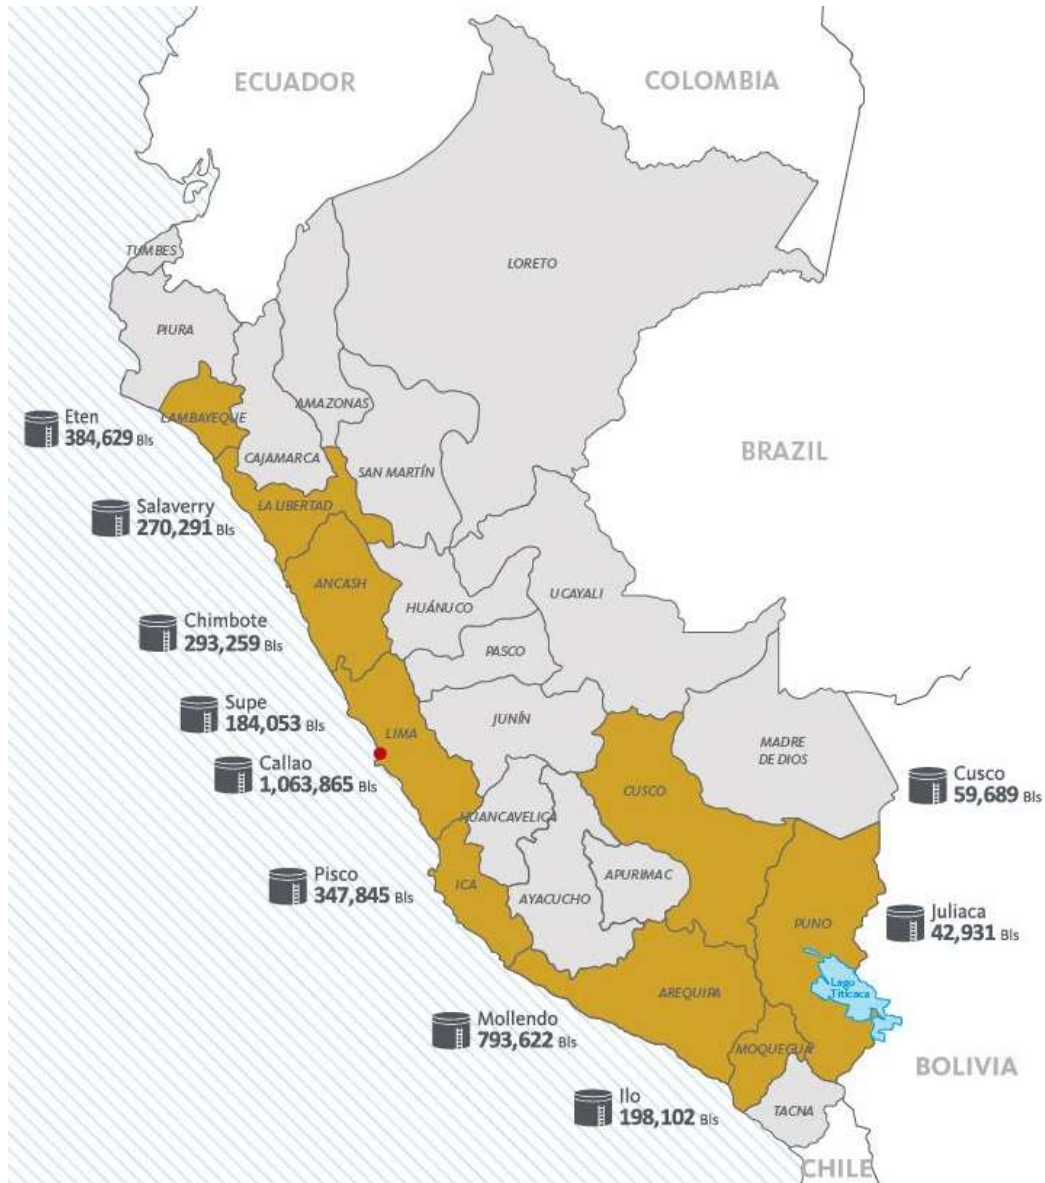 ECUADOR
COLOMBIA
TUMBES
LORETO
PIURA
AMAZONAS
LAMBAYEQUE
Eten
384,629 Bls
BRAZIL
CAJAMARCA
SAN MARTÍN
LA LIBERTAD
Salaverry
270,291 Bls
ANCASH
UCAYALI
HUÁNUCO
Chimbote
293,259 Bls
PASCO
Supe
184,053 Bls
JUNÍN
LIMA
MADRE
DE DIOS
Callao
1,063,865 Bls
CUSCO
Cusco
59,689 Bls
HUANCAVELICA
Pisco
347,845 Bls
ICA
APURIMAC
AYACUCHO
PUNO
Juliaca
42,931 Bls
Lago
Titicaca
AREQUIPA
Mollendo
793,622 Bls
MOQUEGUA
BOLIVIA
Ilo
198,102 Bls
TACNA
CHILE